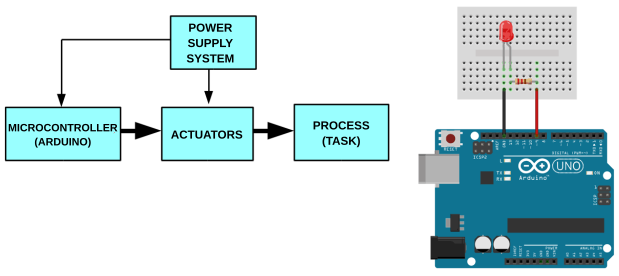 POWER
SUPPLY
SYSTEM
MICROCONTROLLER
(ARDUINO)
ACTUATORS
PROCESS
(TASK)
RESET
ICSP2
L
TX
RX
Arduino
UNO
ON
DIGITAL (PWM~)
ICSP
POWER
ANALOG IN